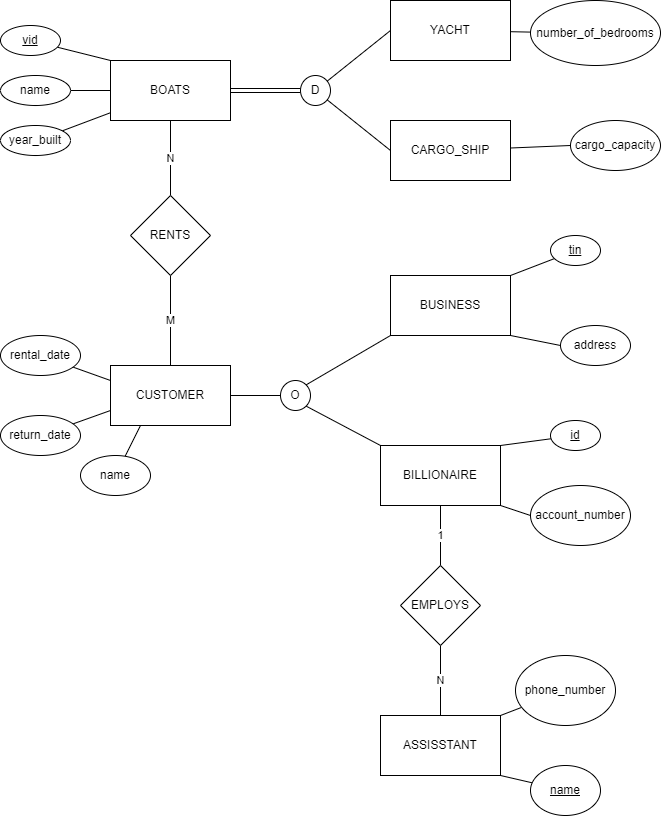 YACHT
number_of_bedrooms
vid
name
BOATS
D
year_built
CARGO_SHIP
cargo_capacity
N
RENTS
tin
BUSINESS
address
M
rental_date
CUSTOMER
O
return_date
name
id
BILLIONAIRE
account_number
1
EMPLOYS
N
phone_number
ASSISSTANT
name